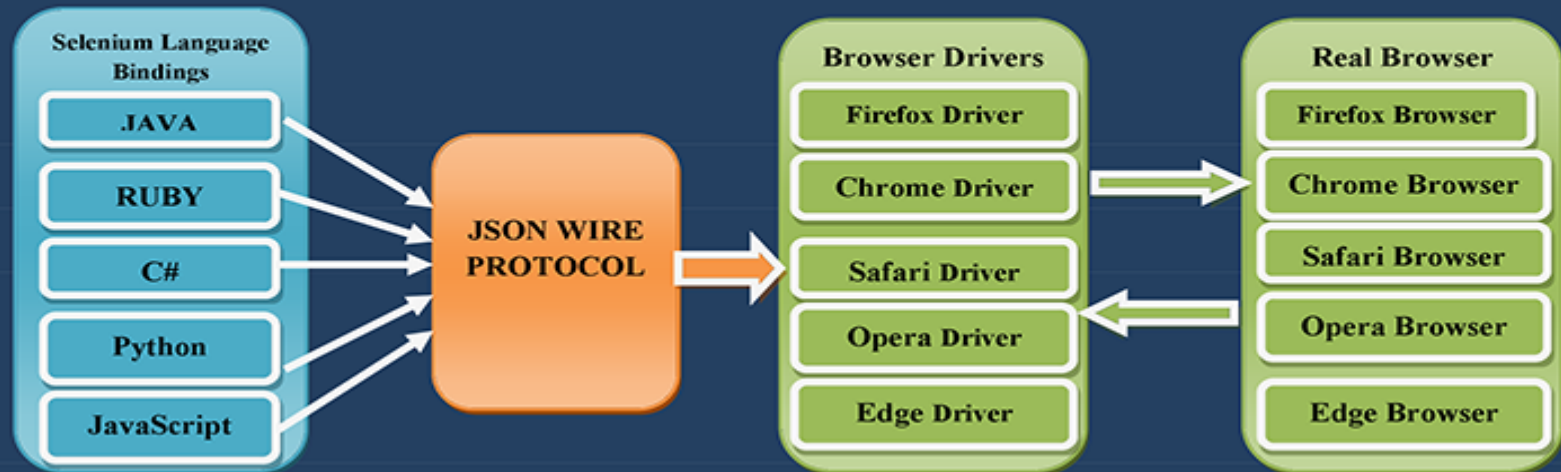 Selenium Language
Bindings
JAVA
RUBY
C#
Python
JavaScript
JSON WIRE
PROTOCOL
Browser Drivers
Firefox Driver
Chrome Driver
Safari Driver
Opera Driver
Edge Driver
Real Browser
Firefox Browser
Chrome Browser
Safari Browser
Opera Browser
Edge Browser